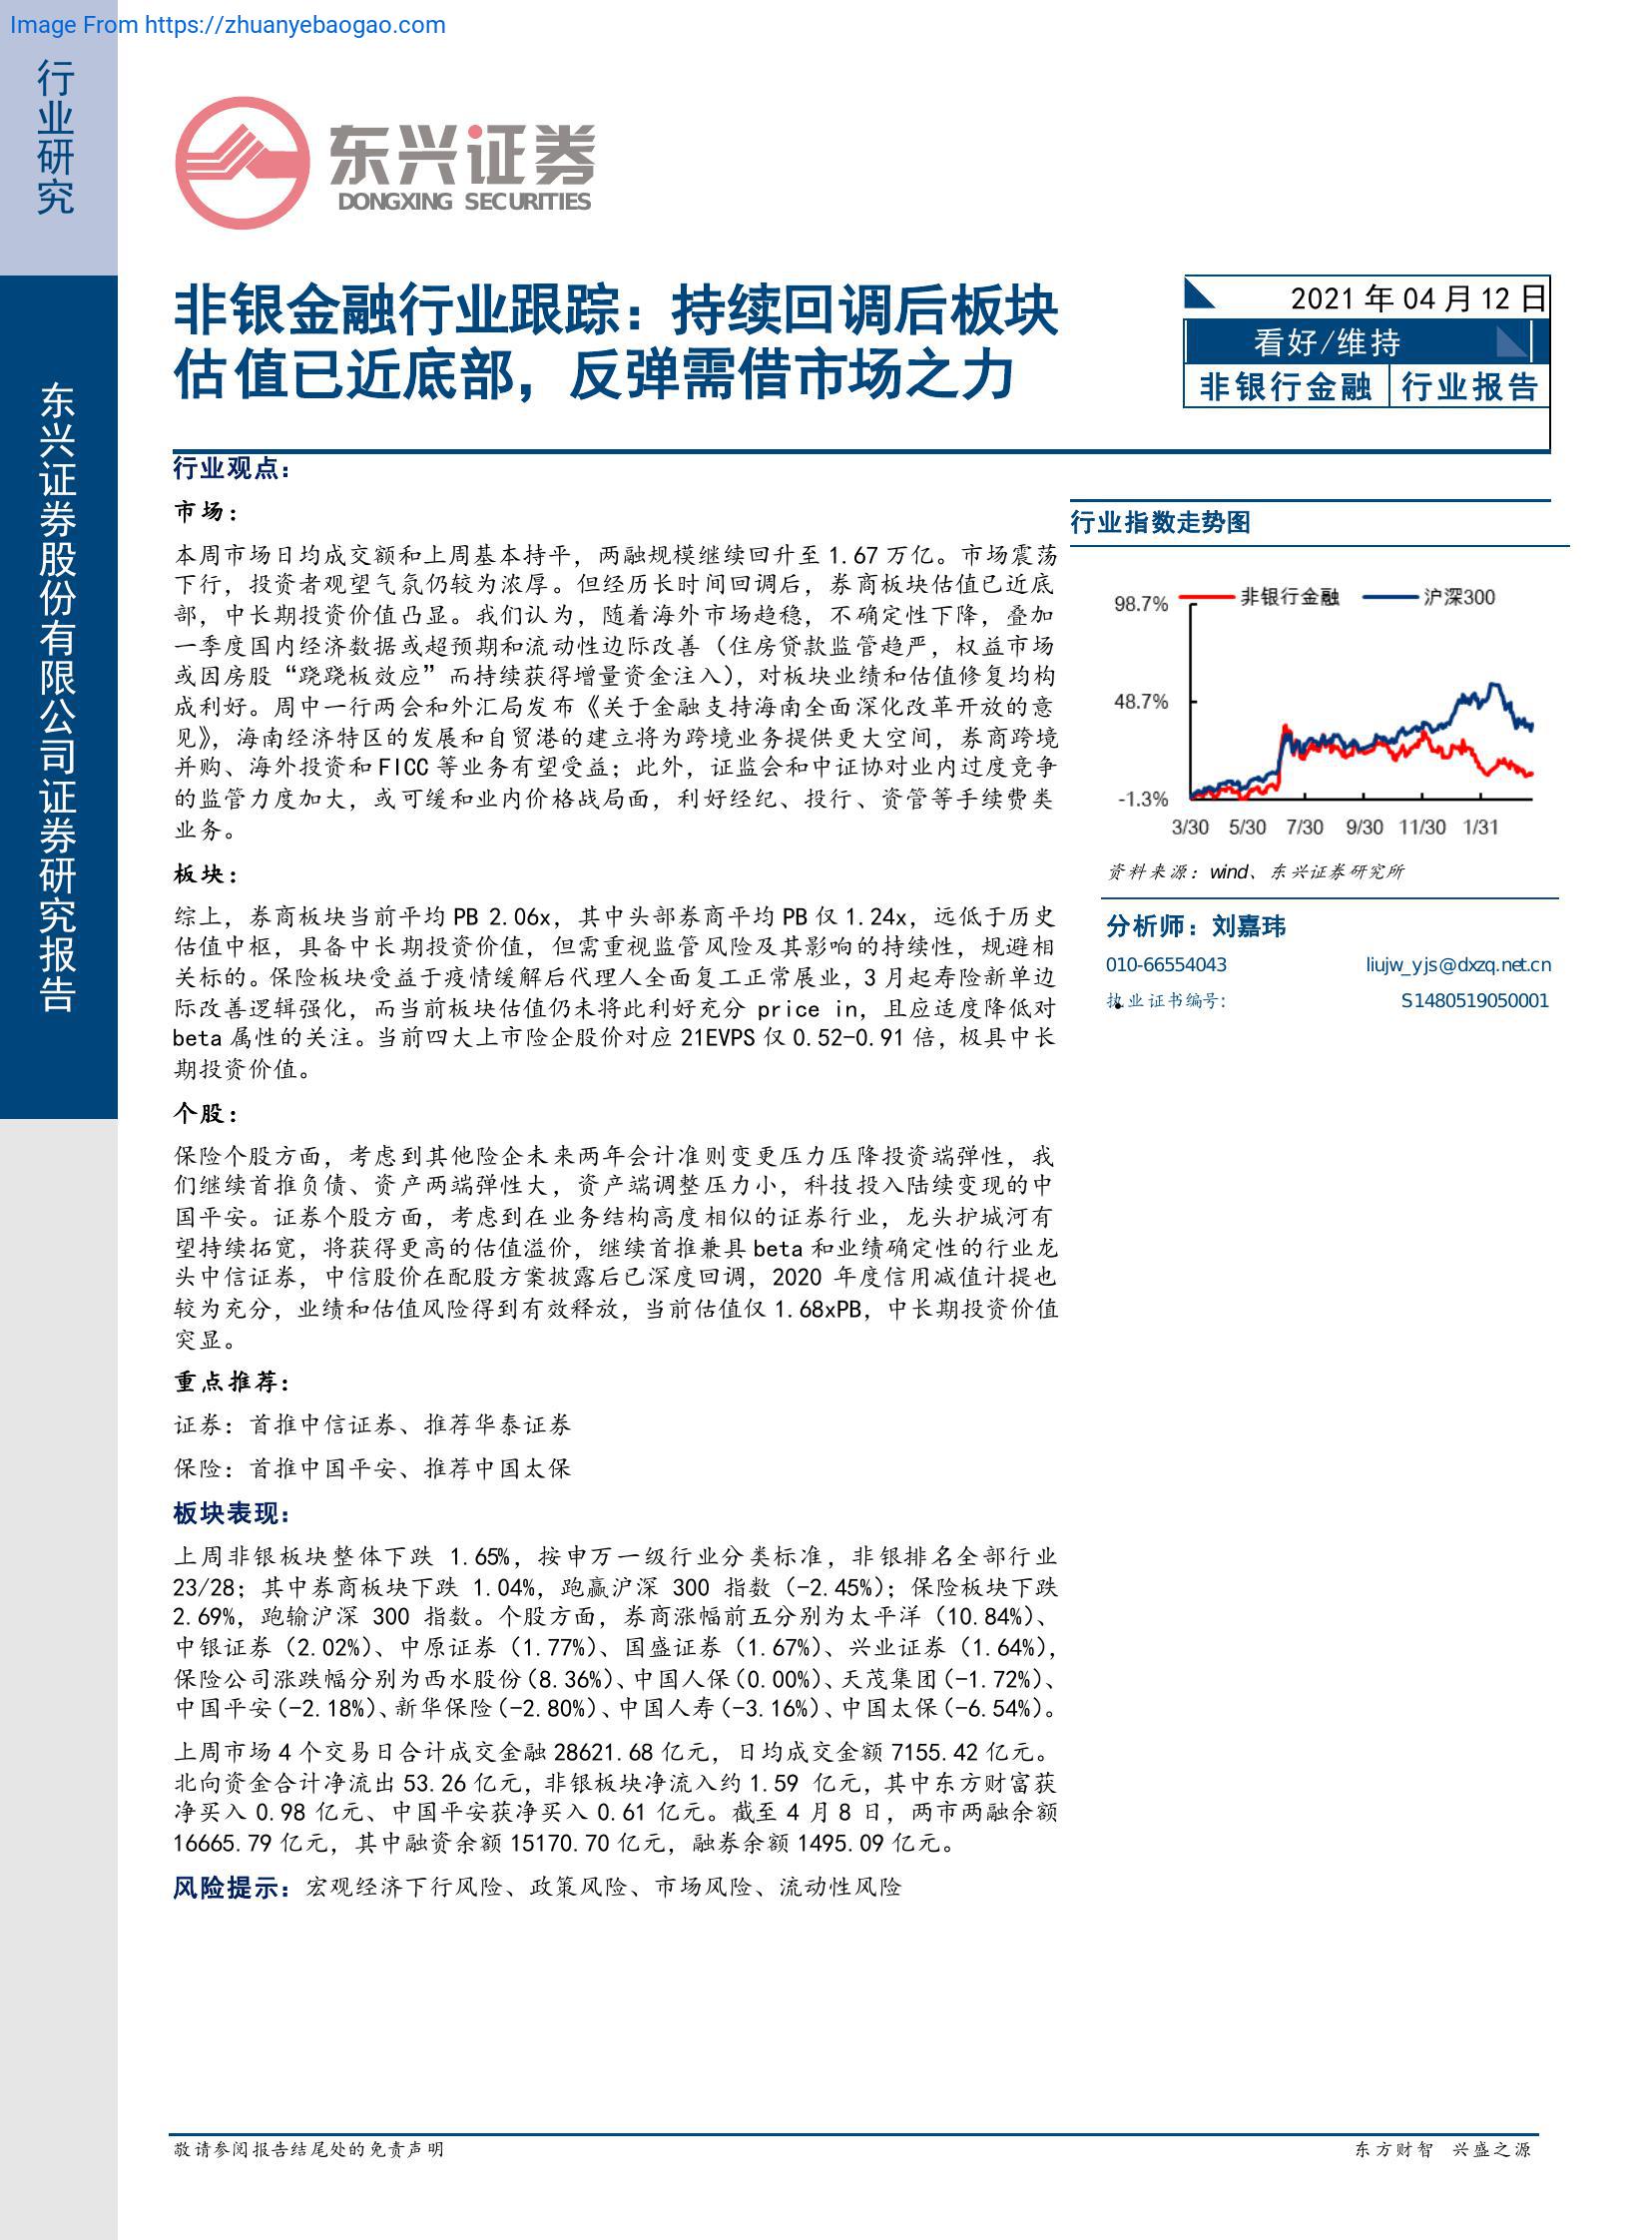 Image From https://zhuanyebaogao.com
行业研究
东兴证券股份有限公司证券研究报告
东兴证券
DONGXING SECURITIES
非银金融行业跟踪：持续回调后板块
估值已近底部，反弹需借市场之力
2021 年 04 月 12 日
看好/维持
非银行金融 行业报告
行业观点：
市场：
本周市场日均成交额和上周基本持平，两融规模继续回升至 1.67 万亿。市场震荡
下行，投资者观望气氛仍较为浓厚。但经历长时间回调后，券商板块估值已近底
部，中长期投资价值凸显。我们认为，随着海外市场趋稳，不确定性下降，叠加
一季度国内经济数据或超预期和流动性边际改善（住房贷款监管趋严，权益市场
或因房股“跷跷板效应”而持续获得增量资金注入），对板块业绩和估值修复均构
成利好。周中一行两会和外汇局发布《关于金融支持海南全面深化改革开放的意
见》，海南经济特区的发展和自贸港的建立将为跨境业务提供更大空间，券商跨境
并购、海外投资和 FICC 等业务有望受益；此外，证监会和中证协对业内过度竞争
的监管力度加大，或可缓和业内价格战局面，利好经纪、投行、资管等手续费类
业务。
板块：
综上，券商板块当前平均 PB 2.06x，其中头部券商平均 PB 仅 1.24x，远低于历史
估值中枢，具备中长期投资价值，但需重视监管风险及其影响的持续性，规避相
关标的。保险板块受益于疫情缓解后代理人全面复工正常展业，3 月起寿险新单边
际改善逻辑强化，而当前板块估值仍未将此利好充分 price in，且应适度降低对
beta 属性的关注。当前四大上市险企股价对应 21EVPS 仅 0.52-0.91 倍，极具中长
期投资价值。
个股：
保险个股方面，考虑到其他险企未来两年会计准则变更压力压降投资端弹性，我
们继续首推负债、资产两端弹性大，资产端调整压力小，科技投入陆续变现的中
国平安。证券个股方面，考虑到在业务结构高度相似的证券行业，龙头护城河有
望持续拓宽，将获得更高的估值溢价，继续首推兼具 beta 和业绩确定性的行业龙
头中信证券，中信股价在配股方案披露后已深度回调，2020 年度信用减值计提也
较为充分，业绩和估值风险得到有效释放，当前估值仅 1.68xPB，中长期投资价值
突显。
重点推荐：
证券：首推中信证券、推荐华泰证券
保险：首推中国平安、推荐中国太保
板块表现：
上周非银板块整体下跌 1.65%，按申万一级行业分类标准，非银排名全部行业
23/28；其中券商板块下跌 1.04%，跑赢沪深 300 指数（-2.45%）；保险板块下跌
2.69%，跑输沪深 300 指数。个股方面，券商涨幅前五分别为太平洋（10.84%）、
中银证券（2.02%）、中原证券（1.77%）、国盛证券（1.67%）、兴业证券（1.64%），
保险公司涨跌幅分别为西水股份（8.36%）、中国人保（0.00%）、天茂集团（-1.72%）、
中国平安（-2.18%）、新华保险（-2.80%）、中国人寿（-3.16%）、中国太保（-6.54%）。
上周市场 4 个交易日合计成交金融 28621.68 亿元，日均成交金额 7155.42 亿元。
北向资金合计净流出 53.26 亿元，非银板块净流入约 1.59 亿元，其中东方财富获
净买入 0.98 亿元、中国平安获净买入 0.61 亿元。截至 4 月 8 日，两市两融余额
16665.79 亿元，其中融资余额 15170.70 亿元，融券余额 1495.09 亿元。
风险提示：宏观经济下行风险、政策风险、市场风险、流动性风险
行业指数走势图
非银行金融 沪深300
98.7%
48.7%
-1.3%
3/30 5/30 7/30 9/30 11/30 1/31
资料来源：wind、东兴证券研究所
分析师：刘嘉玮
010-66554043 liujw_yjs@dxzq.net.cn
执业证书编号： S1480519050001
敬请参阅报告结尾处的免责声明 东方财智 兴盛之源